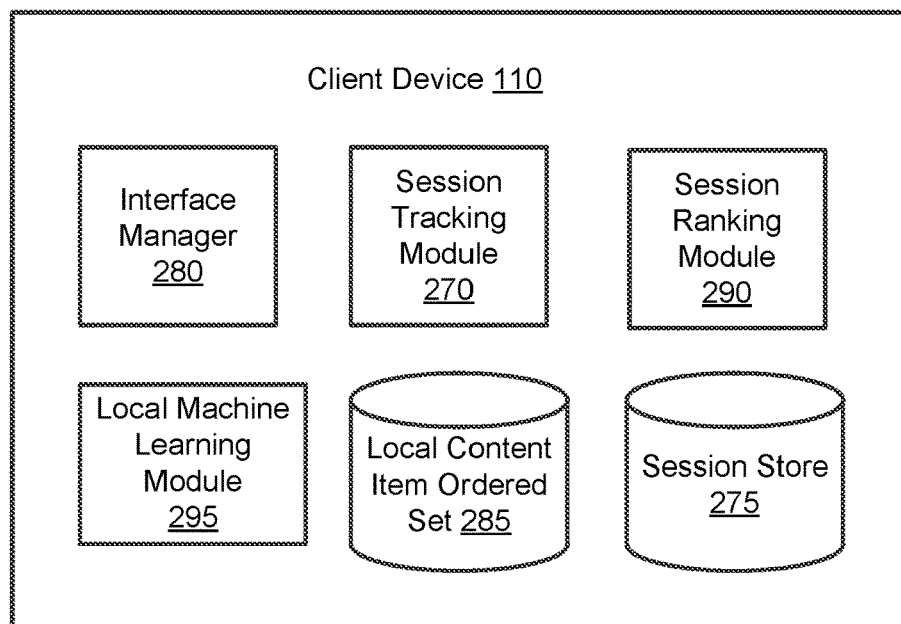 Client Device 110
Interface
Manager
280
Session
Tracking
Module
270
Session
Ranking
Module
290
Local Machine
Learning
Module
295
Local Content
Item Ordered
Set 285
Session Store
275